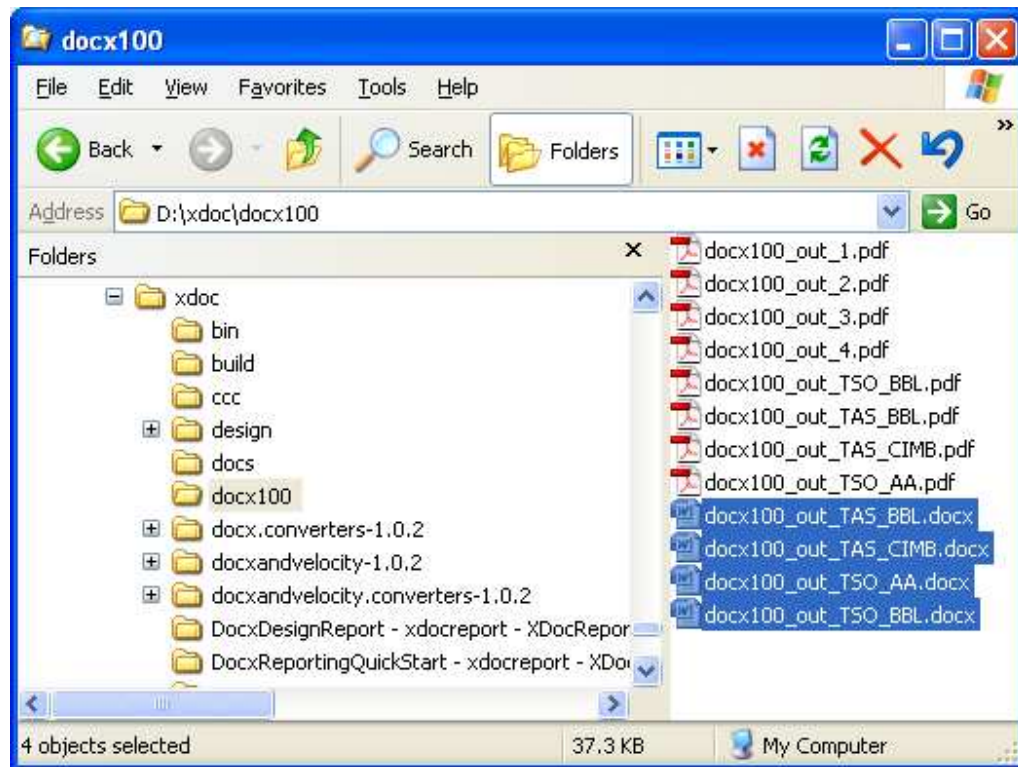 docx100
File Edit View Favorites Tools Help
Back Search Folders »
Address D:\xdoc\docx100 Go
Folders
xdoc
bin
build
ccc
design
docs
docx100
docx.converters-1.0.2
docxandvelocity-1.0.2
docxandvelocity.converters-1.0.2
DocxDesignReport - xdocreport - XDocRepor
DocxReportingQuickStart - xdocreport - XDo
docx100_out_1.pdf
docx100_out_2.pdf
docx100_out_3.pdf
docx100_out_4.pdf
docx100_out_TSO_BBL.pdf
docx100_out_TAS_BBL.pdf
docx100_out_TAS_CIMB.pdf
docx100_out_TSO_AA.pdf
docx100_out_TAS_BBL.docx
docx100_out_TAS_CIMB.docx
docx100_out_TSO_AA.docx
docx100_out_TSO_BBL.docx
4 objects selected 37.3 KB My Computer